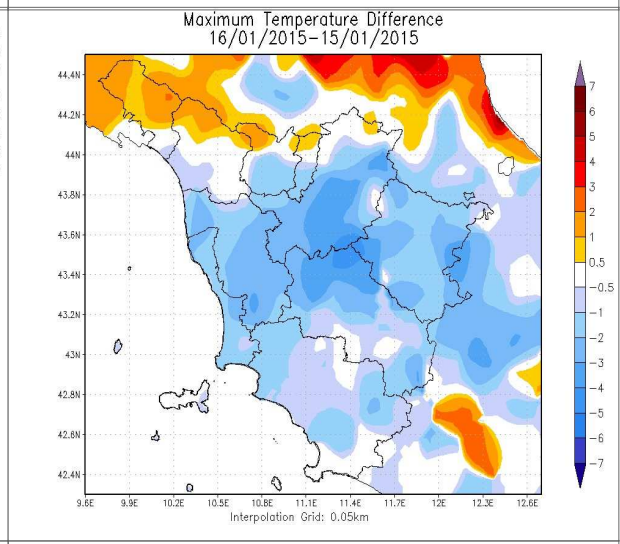 Maximum Temperature Difference
16/01/2015-15/01/2015
44.4N
44.2N
44N
43.8N
43.6N
43.4N
43.2N
43N
42.8N
42.6N
42.4N
9.6E 9.9E 10.2E 10.5E 10.8E 11.1E 11.4E 11.7E 12E 12.3E 12.6E
Interpolation Grid: 0.05km
7
6
5
4
3
2
1
0.5
-0.5
-1
-2
-3
-4
-5
-6
-7